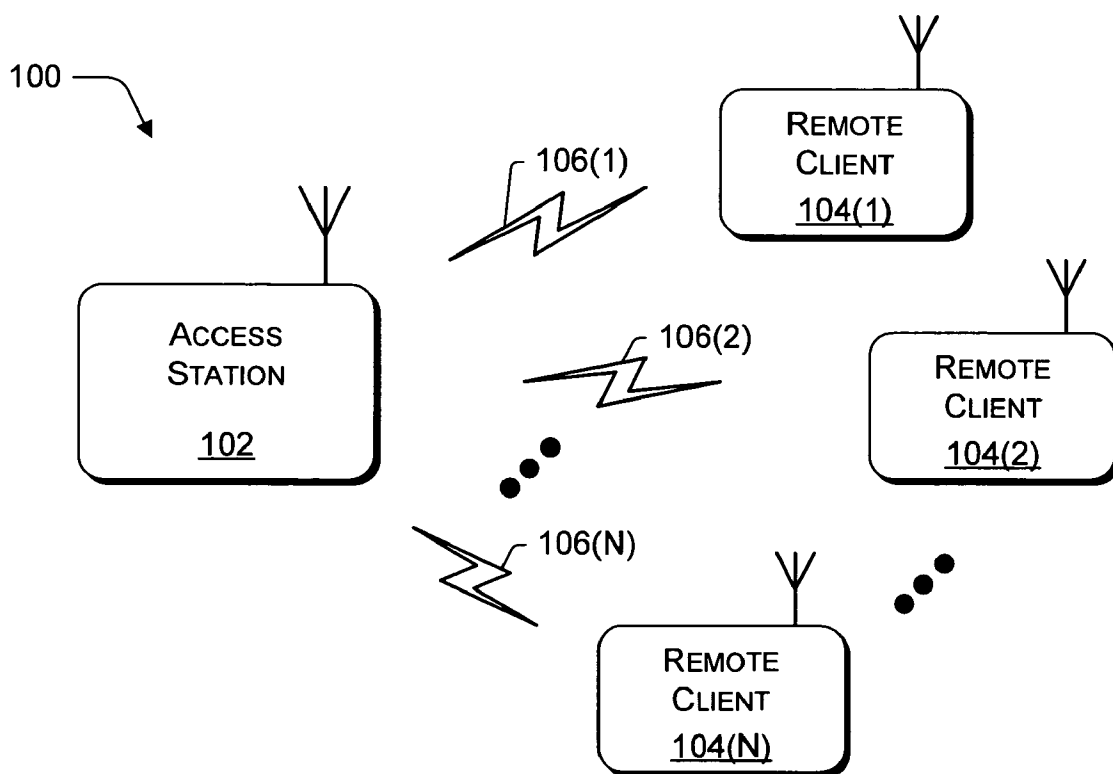 100
REMOTE
CLIENT
104(1)
106(1)
ACCESS
STATION
102
106(2)
REMOTE
CLIENT
104(2)
106(N)
REMOTE
CLIENT
104(N)